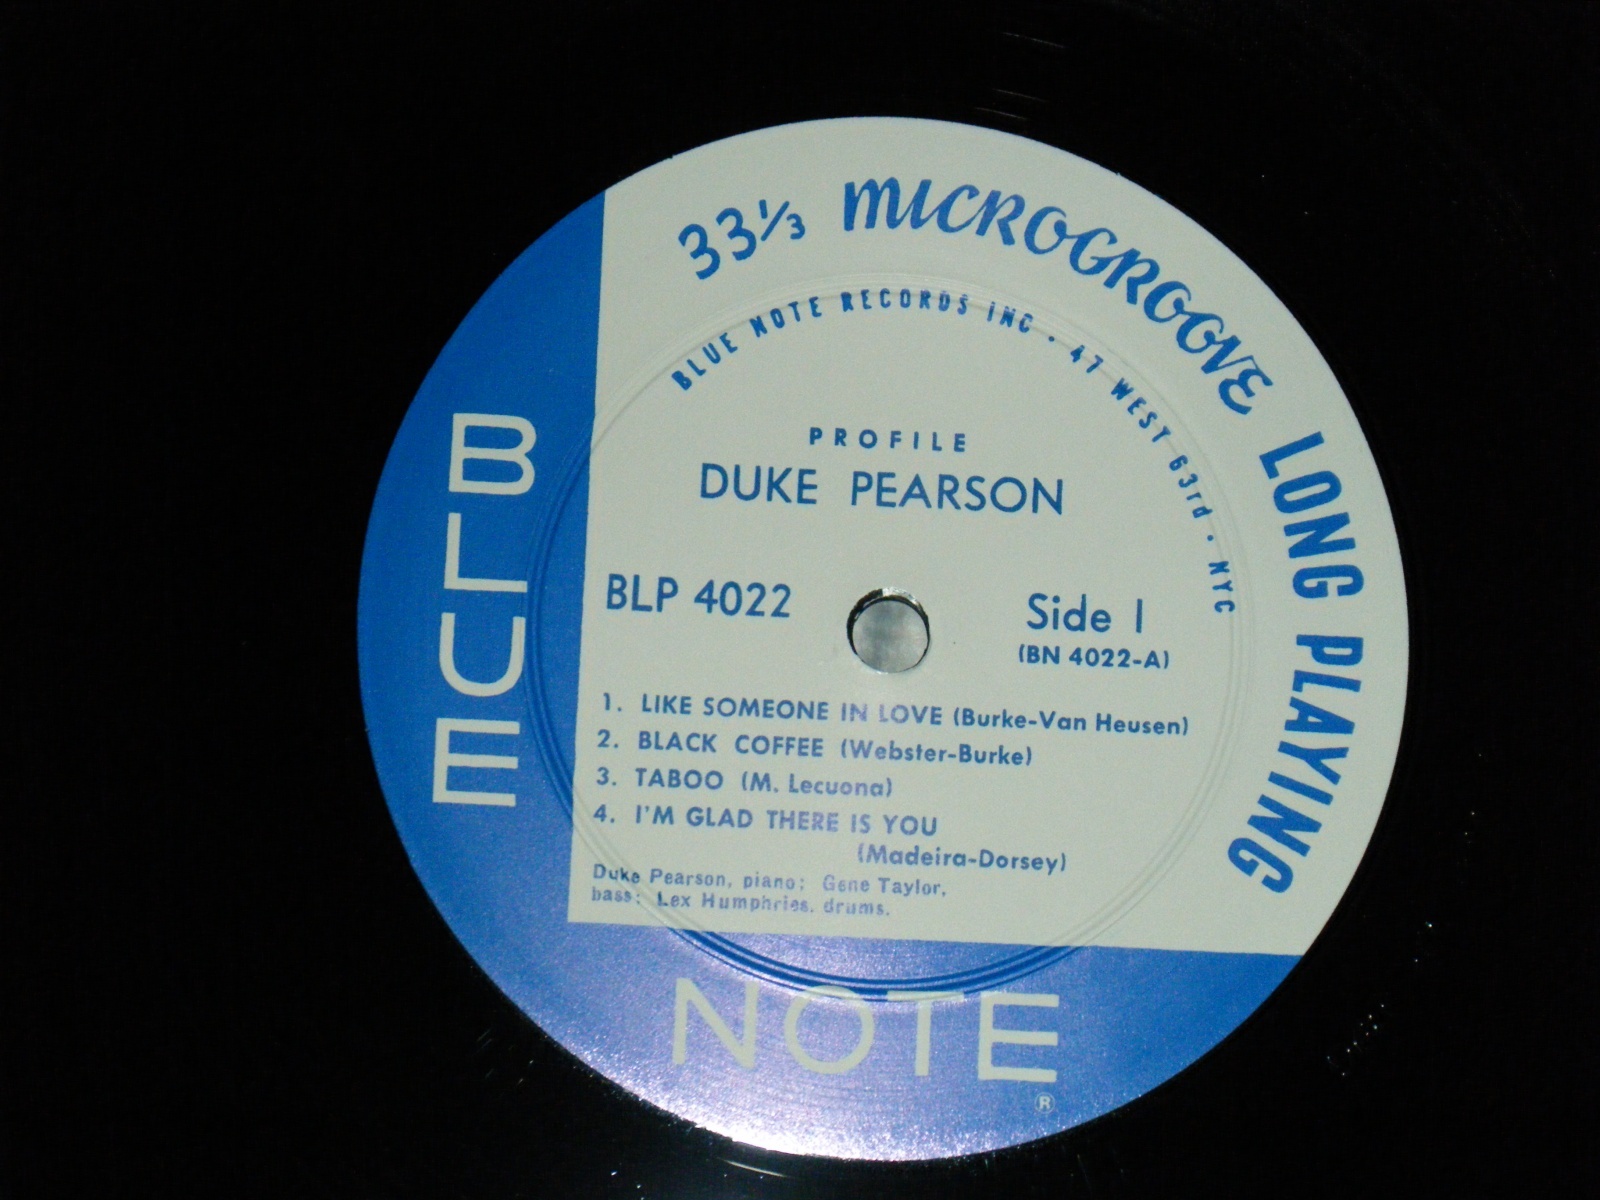 33⅓ MICROGROOVE LONG PLAYING
BLUE NOTE RECORDS INC · 47 WEST 63rd · NYC
PROFILE
DUKE PEARSON
BLP 4022
Side 1
(BN 4022-A)
1. LIKE SOMEONE IN LOVE (Burke-Van Heusen)
2. BLACK COFFEE (Webster-Burke)
3. TABOO (M. Lecuona)
4. I'M GLAD THERE IS YOU
(Madeira-Dorsey)
Duke Pearson, piano; Gene Taylor,
bass; Lex Humphries, drums.
BLUE
NOTE
®